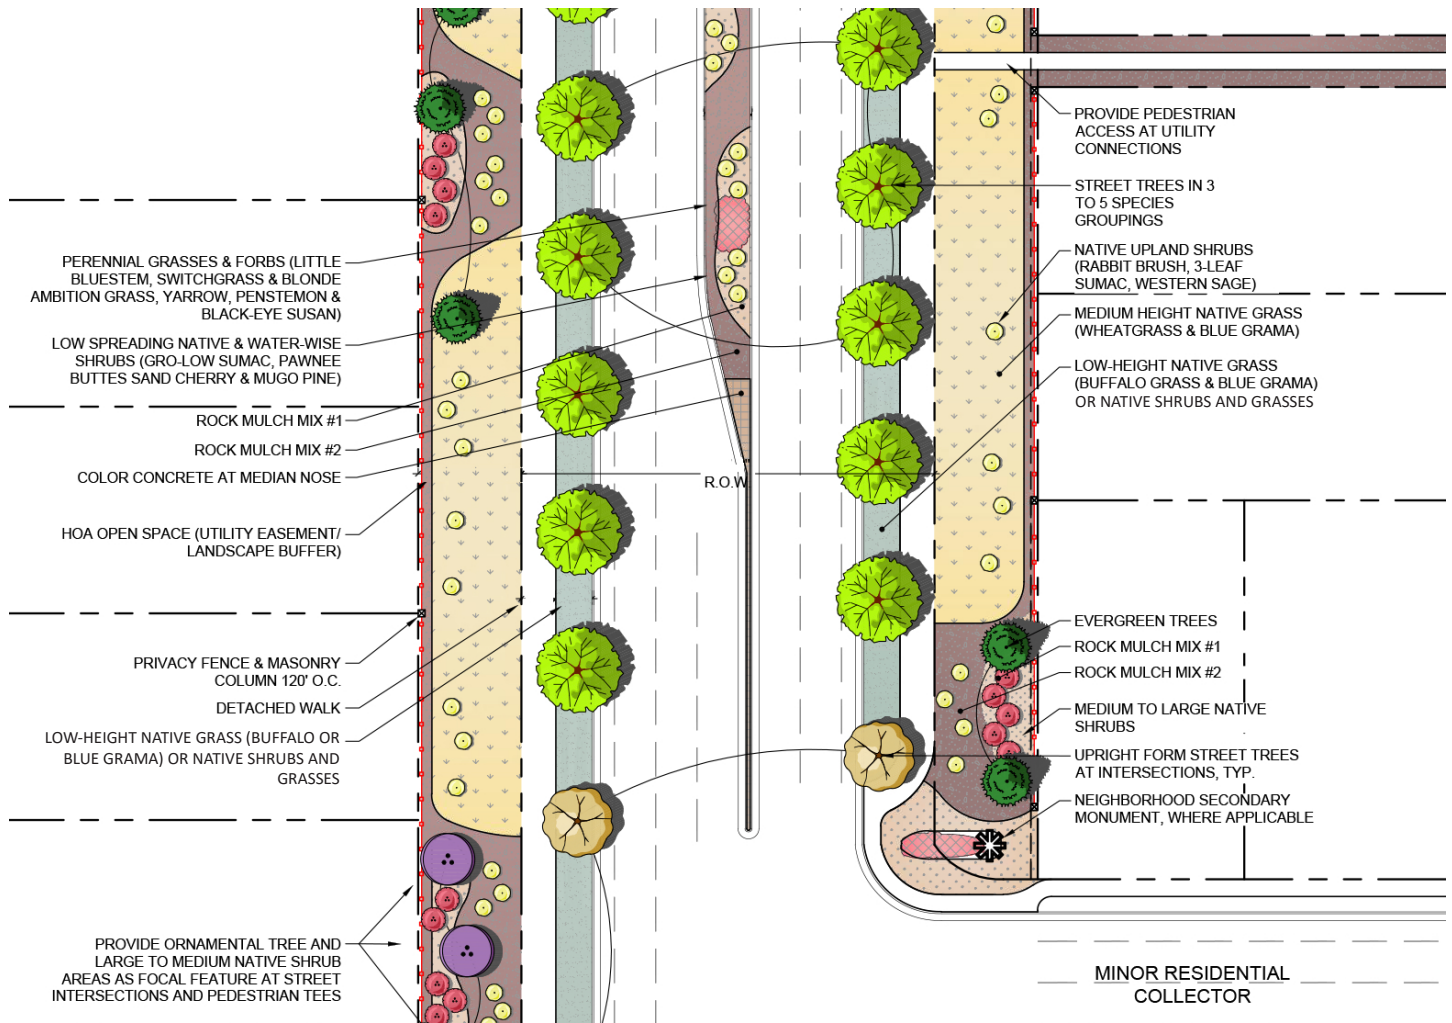 PERENNIAL GRASSES & FORBS (LITTLE
BLUESTEM, SWITCHGRASS & BLONDE
AMBITION GRASS, YARROW, PENSTEMON &
BLACK-EYE SUSAN)
LOW SPREADING NATIVE & WATER-WISE
SHRUBS (GRO-LOW SUMAC, PAWNEE
BUTTES SAND CHERRY & MUGO PINE)
ROCK MULCH MIX #1
ROCK MULCH MIX #2
COLOR CONCRETE AT MEDIAN NOSE
HOA OPEN SPACE (UTILITY EASEMENT/
LANDSCAPE BUFFER)
PRIVACY FENCE & MASONRY
COLUMN 120' O.C.
DETACHED WALK
LOW-HEIGHT NATIVE GRASS (BUFFALO OR
BLUE GRAMA) OR NATIVE SHRUBS AND
GRASSES
PROVIDE ORNAMENTAL TREE AND
LARGE TO MEDIUM NATIVE SHRUB
AREAS AS FOCAL FEATURE AT STREET
INTERSECTIONS AND PEDESTRIAN TEES
R.O.W
PROVIDE PEDESTRIAN
ACCESS AT UTILITY
CONNECTIONS
STREET TREES IN 3
TO 5 SPECIES
GROUPINGS
NATIVE UPLAND SHRUBS
(RABBIT BRUSH, 3-LEAF
SUMAC, WESTERN SAGE)
MEDIUM HEIGHT NATIVE GRASS
(WHEATGRASS & BLUE GRAMA)
LOW-HEIGHT NATIVE GRASS
(BUFFALO GRASS & BLUE GRAMA)
OR NATIVE SHRUBS AND GRASSES
EVERGREEN TREES
ROCK MULCH MIX #1
ROCK MULCH MIX #2
MEDIUM TO LARGE NATIVE
SHRUBS
UPRIGHT FORM STREET TREES
AT INTERSECTIONS, TYP.
NEIGHBORHOOD SECONDARY
MONUMENT, WHERE APPLICABLE
MINOR RESIDENTIAL
COLLECTOR